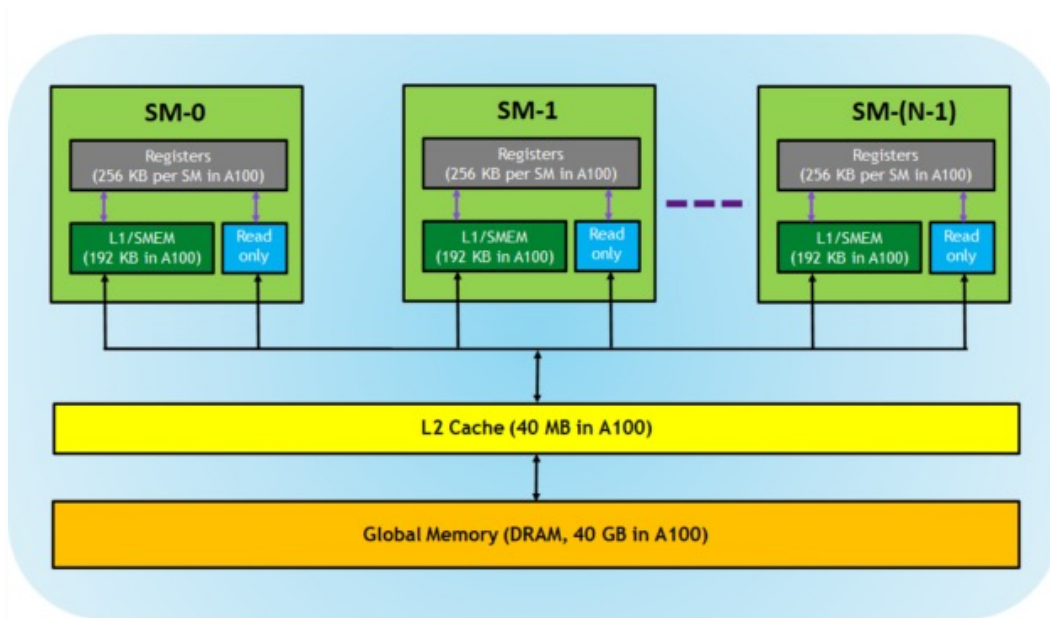 SM-0
Registers
(256 KB per SM in A100)
L1/SMEM
(192 KB in A100)
Read
only
SM-1
Registers
(256 KB per SM in A100)
L1/SMEM
(192 KB in A100)
Read
only
SM-(N-1)
Registers
(256 KB per SM in A100)
L1/SMEM
(192 KB in A100)
Read
only
L2 Cache (40 MB in A100)
Global Memory (DRAM, 40 GB in A100)